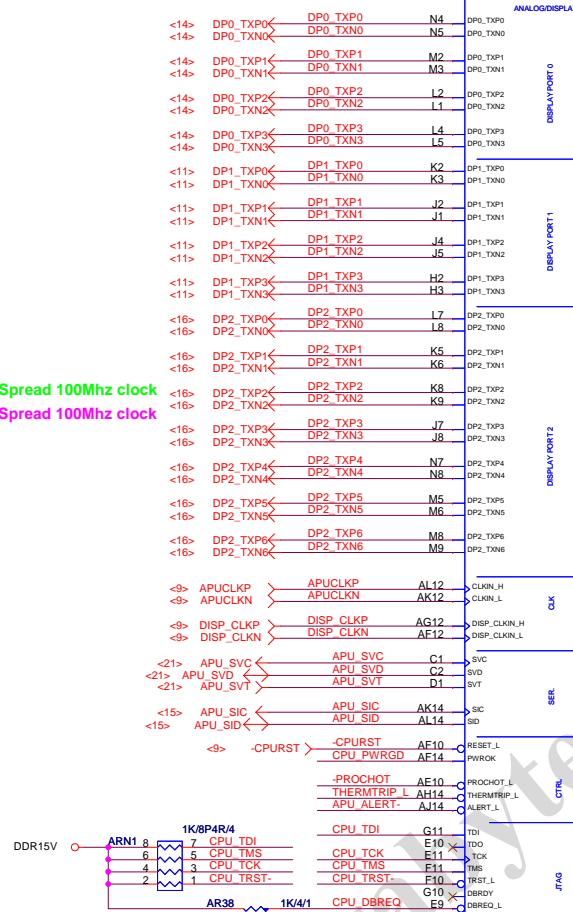 ANALOG/DISPLA
<14> DP0_TXP0 DP0_TXP0 N4 DP0_TXP0
<14> DP0_TXN0 DP0_TXN0 N5 DP0_TXN0
<14> DP0_TXP1 DP0_TXP1 M2 DP0_TXP1
<14> DP0_TXN1 DP0_TXN1 M3 DP0_TXN1
<14> DP0_TXP2 DP0_TXP2 L2 DP0_TXP2
<14> DP0_TXN2 DP0_TXN2 L1 DP0_TXN2
<14> DP0_TXP3 DP0_TXP3 L4 DP0_TXP3
<14> DP0_TXN3 DP0_TXN3 L5 DP0_TXN3
DISPLAY PORT 0
<11> DP1_TXP0 DP1_TXP0 K2 DP1_TXP0
<11> DP1_TXN0 DP1_TXN0 K3 DP1_TXN0
<11> DP1_TXP1 DP1_TXP1 J2 DP1_TXP1
<11> DP1_TXN1 DP1_TXN1 J1 DP1_TXN1
<11> DP1_TXP2 DP1_TXP2 J4 DP1_TXP2
<11> DP1_TXN2 DP1_TXN2 J5 DP1_TXN2
<11> DP1_TXP3 DP1_TXP3 H2 DP1_TXP3
<11> DP1_TXN3 DP1_TXN3 H3 DP1_TXN3
DISPLAY PORT 1
<16> DP2_TXP0 DP2_TXP0 L7 DP2_TXP0
<16> DP2_TXN0 DP2_TXN0 L8 DP2_TXN0
<16> DP2_TXP1 DP2_TXP1 K5 DP2_TXP1
<16> DP2_TXN1 DP2_TXN1 K6 DP2_TXN1
Spread 100Mhz clock
<16> DP2_TXP2 DP2_TXP2 K8 DP2_TXP2
<16> DP2_TXN2 DP2_TXN2 K9 DP2_TXN2
Spread 100Mhz clock
<16> DP2_TXP3 DP2_TXP3 J7 DP2_TXP3
<16> DP2_TXN3 DP2_TXN3 J8 DP2_TXN3
<16> DP2_TXP4 DP2_TXP4 N7 DP2_TXP4
<16> DP2_TXN4 DP2_TXN4 N8 DP2_TXN4
<16> DP2_TXP5 DP2_TXP5 M5 DP2_TXP5
<16> DP2_TXN5 DP2_TXN5 M6 DP2_TXN5
<16> DP2_TXP6 DP2_TXP6 M8 DP2_TXP6
<16> DP2_TXN6 DP2_TXN6 M9 DP2_TXN6
DISPLAY PORT 2
<9> APUCLKP APUCLKP AL12 CLKIN_H
<9> APUCLKN APUCLKN AK12 CLKIN_L
<9> DISP_CLKP DISP_CLKP AG12 DISP_CLKIN_H
<9> DISP_CLKN DISP_CLKN AF12 DISP_CLKIN_L
CLK
<21> APU_SVC APU_SVC C1 SVC
<21> APU_SVD APU_SVD C2 SVD
<21> APU_SVT APU_SVT D1 SVT
<15> APU_SIC APU_SIC AK14 SIC
<15> APU_SID APU_SID AL14 SID
SER.
<9> -CPURST -CPURST AF10 RESET_L
CPU_PWRGD AF14 PWROK
-PROCHOT AE10 PROCHOT_L
THERMTRIP_L AH14 THERMTRIP_L
APU_ALERT- AJ14 ALERT_L
CTRL
1K/8P4R/4
DDR15V ARN1 8 7 CPU_TDI CPU_TDI G11 TDI
E10 TDO
6 5 CPU_TMS CPU_TCK E11 TCK
4 3 CPU_TCK CPU_TMS F11 TMS
2 1 CPU_TRST- CPU_TRST- F10 TRST_L
G10 DBRDY
AR38 1K/4/1 CPU_DBREQ E9 DBREQ_L
JTAG